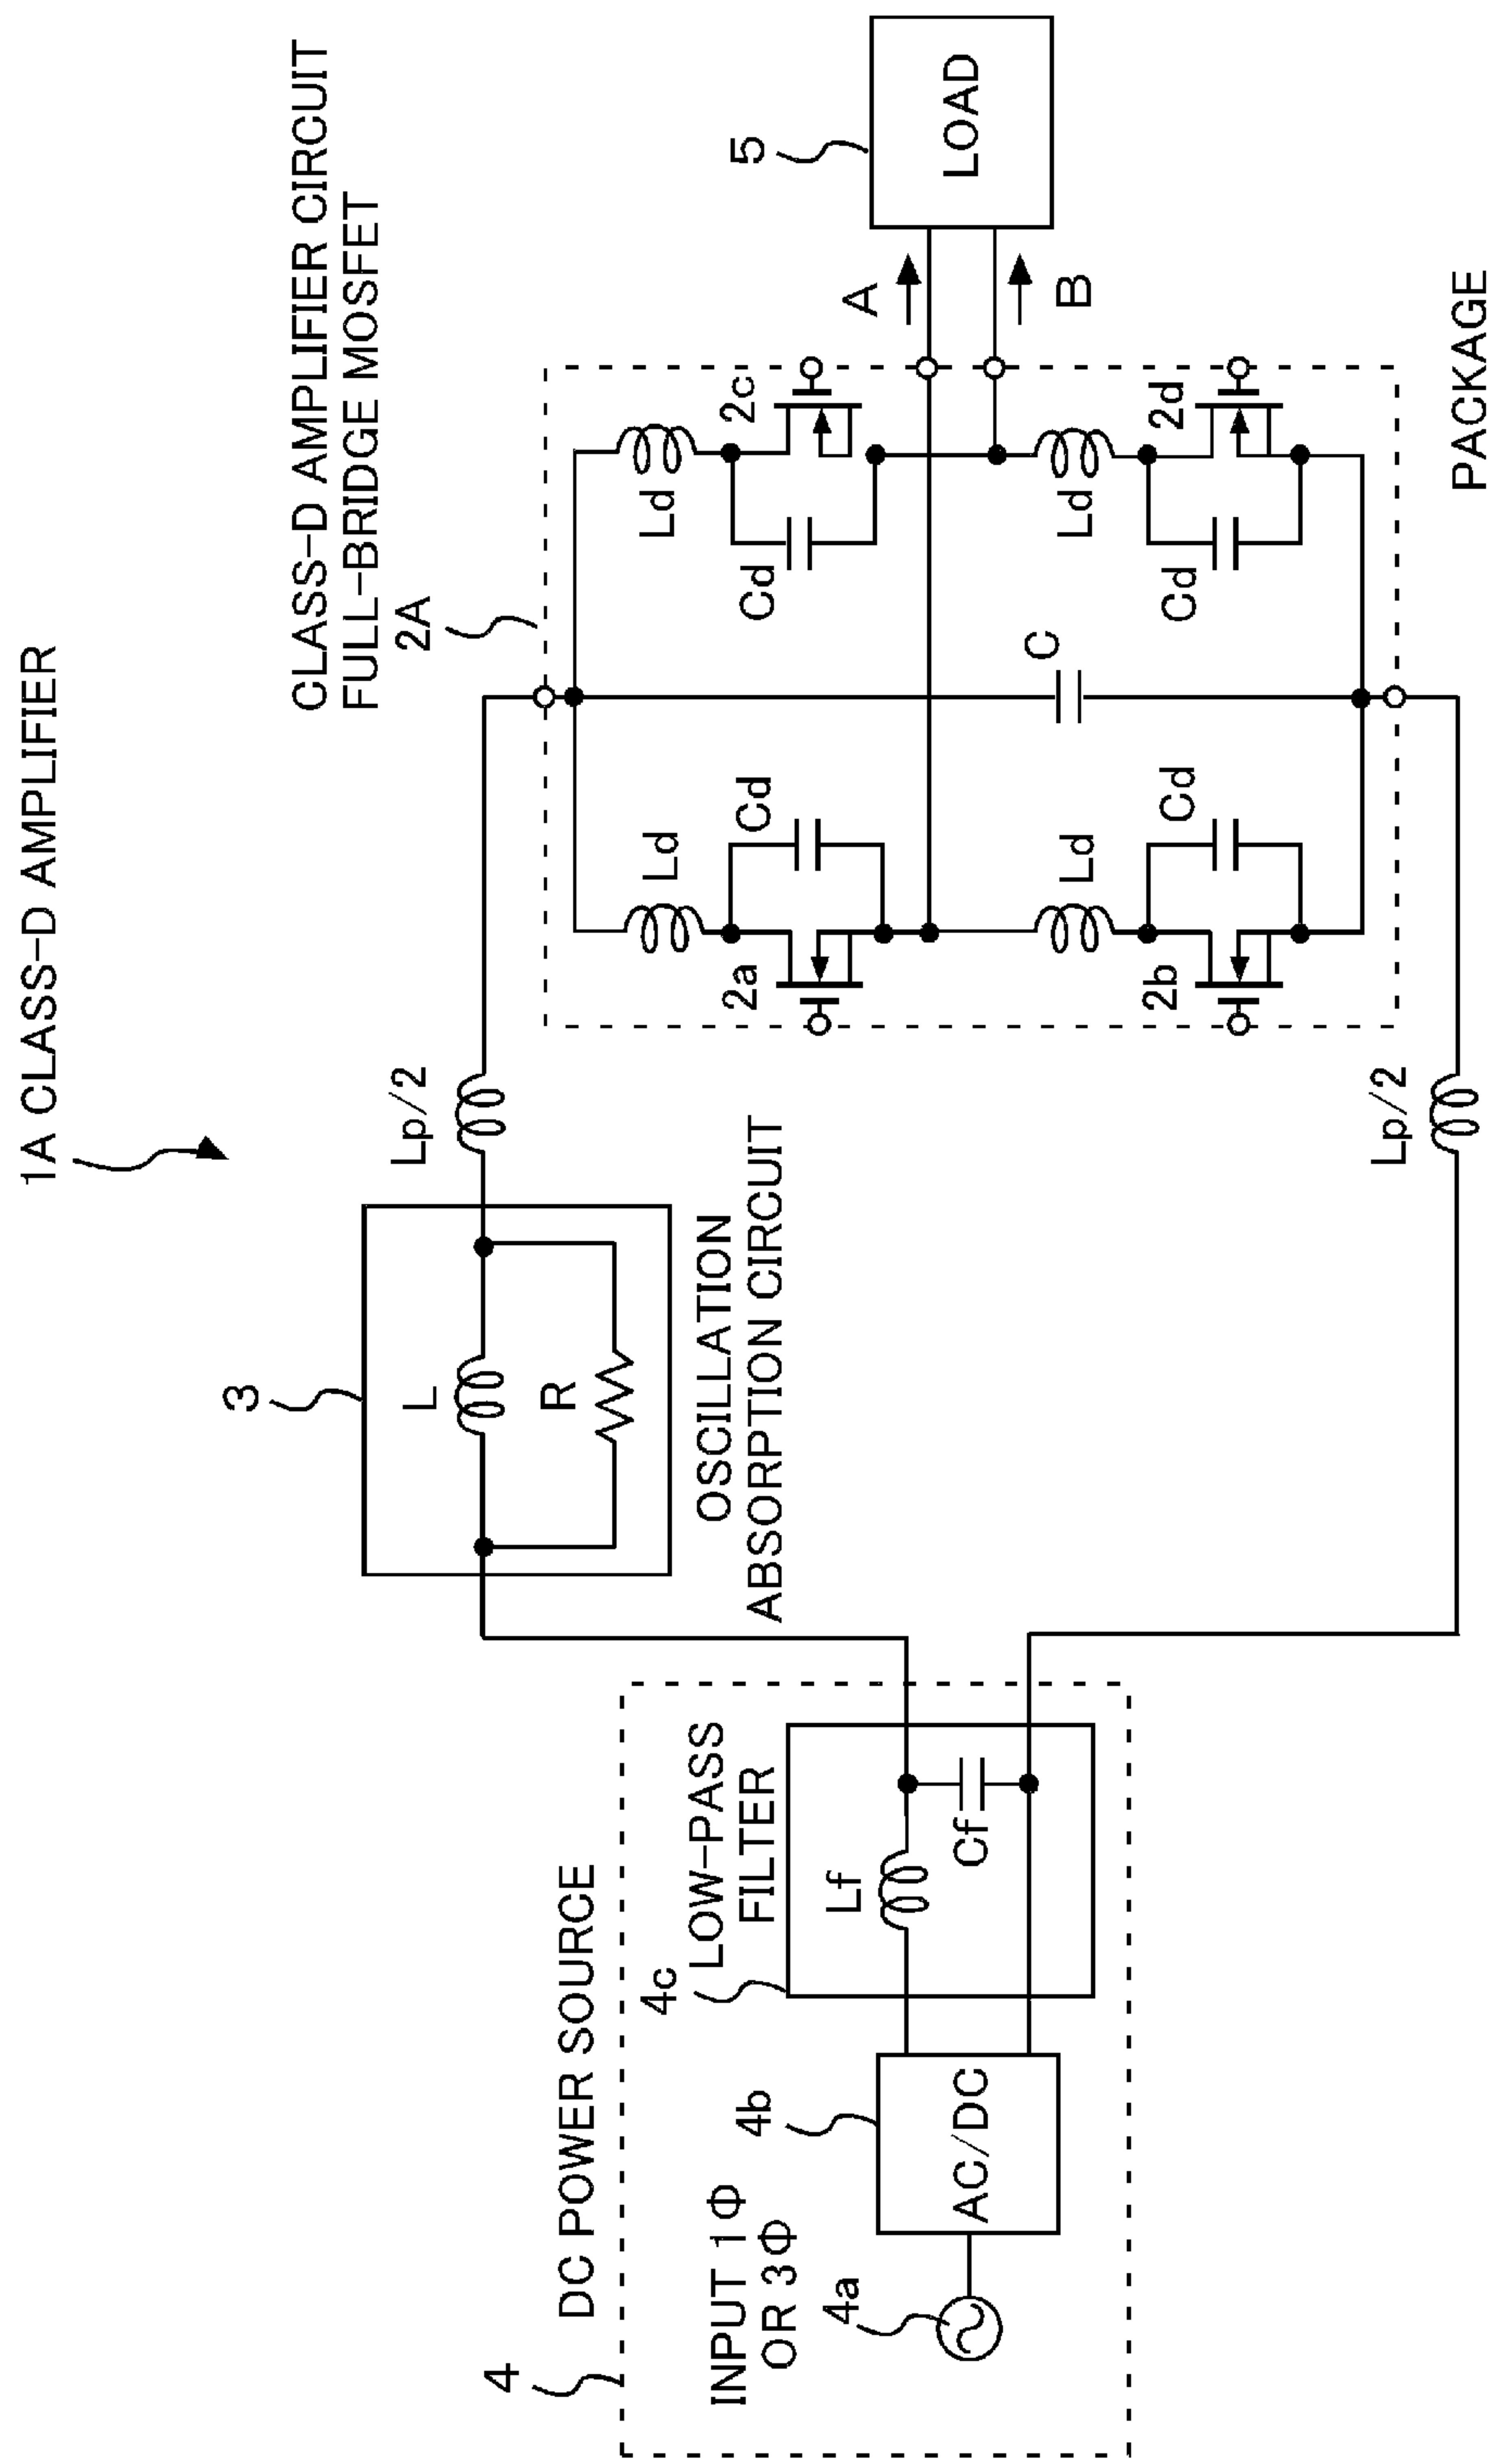 1A CLASS-D AMPLIFIER
CLASS-D AMPLIFIER CIRCUIT
FULL-BRIDGE MOSFET
2A
3
L
R
OSCILLATION
ABSORPTION CIRCUIT
Lp/2
Lp/2
DC POWER SOURCE
4
INPUT 1Φ
OR 3Φ
4a
4b
AC/DC
4c
LOW-PASS
FILTER
Lf
Cf
2a
Ld
Cd
2b
Ld
Cd
C
2c
Ld
Cd
2d
Ld
Cd
A
B
5
LOAD
PACKAGE